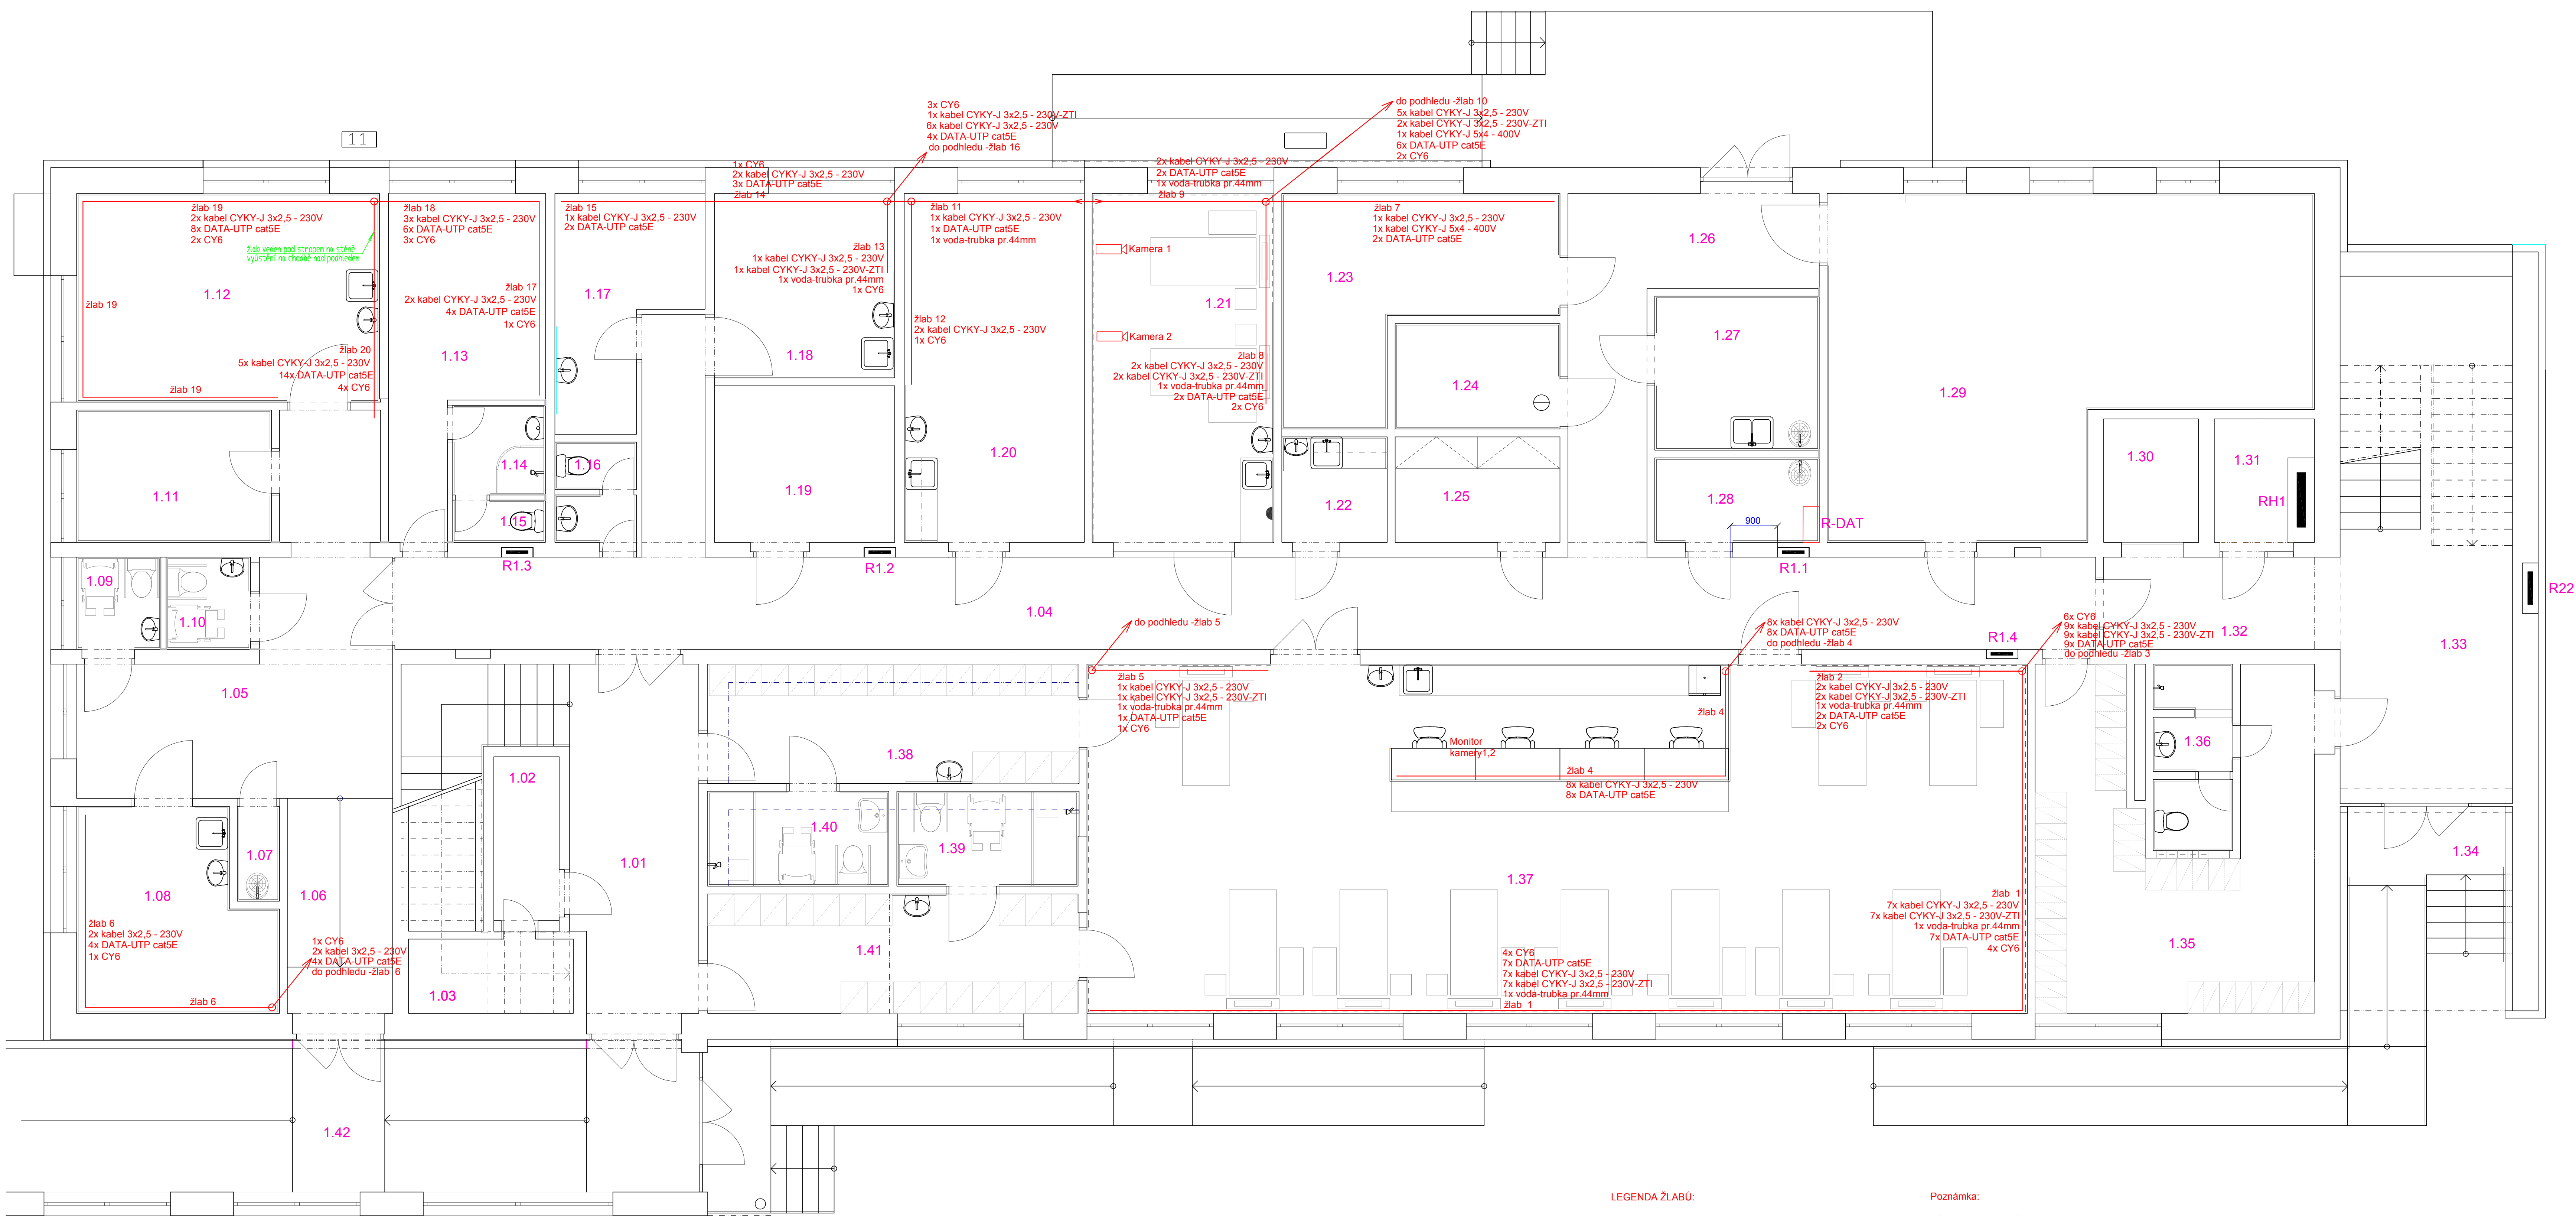 11
3x CY6
1x kabel CYKY-J 3x2,5 - 230V-ZTI
6x kabel CYKY-J 3x2,5 - 230V
4x DATA-UTP cat5E
do podhledu -žlab 16
do podhledu -žlab 10
5x kabel CYKY-J 3x2,5 - 230V
2x kabel CYKY-J 3x2,5 - 230V-ZTI
1x kabel CYKY-J 5x4 - 400V
6x DATA-UTP cat5E
2x CY6
1x CY6
2x kabel CYKY-J 3x2,5 - 230V
3x DATA-UTP cat5E
žlab 14
2x kabel CYKY-J 3x2,5 - 230V
2x DATA-UTP cat5E
1x voda-trubka pr.44mm
žlab 9
žlab 19
2x kabel CYKY-J 3x2,5 - 230V
8x DATA-UTP cat5E
2x CY6
žlab veden pod stropem na stěně
vyústění na chodbě nad podhledem
žlab 18
3x kabel CYKY-J 3x2,5 - 230V
6x DATA-UTP cat5E
3x CY6
žlab 15
1x kabel CYKY-J 3x2,5 - 230V
2x DATA-UTP cat5E
žlab 11
1x kabel CYKY-J 3x2,5 - 230V
1x DATA-UTP cat5E
1x voda-trubka pr.44mm
žlab 7
1x kabel CYKY-J 3x2,5 - 230V
1x kabel CYKY-J 5x4 - 400V
2x DATA-UTP cat5E
žlab 13
1x kabel CYKY-J 3x2,5 - 230V
1x kabel CYKY-J 3x2,5 - 230V-ZTI
1x voda-trubka pr.44mm
1x CY6
Kamera 1
1.26
1.12
žlab 19
žlab 17
2x kabel CYKY-J 3x2,5 - 230V
4x DATA-UTP cat5E
1x CY6
1.17
1.21
1.23
žlab 12
2x kabel CYKY-J 3x2,5 - 230V
1x CY6
Kamera 2
1.27
žlab 20
5x kabel CYKY-J 3x2,5 - 230V
14x DATA-UTP cat5E
4x CY6
žlab 19
1.13
1.18
žlab 8
2x kabel CYKY-J 3x2,5 - 230V
2x kabel CYKY-J 3x2,5 - 230V-ZTI
1x voda-trubka pr.44mm
2x DATA-UTP cat5E
2x CY6
1.24
1.29
1.11
1.14
1.15
1.16
1.19
1.20
1.22
1.25
1.28
900
R-DAT
1.30
1.31
RH1
R1.3
R1.2
R1.1
R22
1.09
1.10
1.04
do podhledu -žlab 5
8x kabel CYKY-J 3x2,5 - 230V
8x DATA-UTP cat5E
do podhledu -žlab 4
R1.4
6x CY6
9x kabel CYKY-J 3x2,5 - 230V
9x kabel CYKY-J 3x2,5 - 230V-ZTI
9x DATA-UTP cat5E
do podhledu -žlab 3
1.32
1.33
1.05
žlab 5
1x kabel CYKY-J 3x2,5 - 230V
1x kabel CYKY-J 3x2,5 - 230V-ZTI
1x voda-trubka pr.44mm
1x DATA-UTP cat5E
1x CY6
žlab 4
žlab 2
2x kabel CYKY-J 3x2,5 - 230V
2x kabel CYKY-J 3x2,5 - 230V-ZTI
1x voda-trubka pr.44mm
2x DATA-UTP cat5E
2x CY6
1.02
1.38
Monitor
kamery1,2
žlab 4
8x kabel CYKY-J 3x2,5 - 230V
8x DATA-UTP cat5E
1.36
1.07
1.01
1.40
1.39
1.34
1.08
1.06
1.37
žlab 6
2x kabel 3x2,5 - 230V
4x DATA-UTP cat5E
1x CY6
1x CY6
2x kabel 3x2,5 - 230V
4x DATA-UTP cat5E
do podhledu -žlab 6
žlab 6
1.03
1.41
žlab 1
7x kabel CYKY-J 3x2,5 - 230V
7x kabel CYKY-J 3x2,5 - 230V-ZTI
1x voda-trubka pr.44mm
7x DATA-UTP cat5E
4x CY6
1.35
4x CY6
7x DATA-UTP cat5E
7x kabel CYKY-J 3x2,5 - 230V
7x kabel CYKY-J 3x2,5 - 230V-ZTI
1x voda-trubka pr.44mm
žlab 1
1.42
LEGENDA ŽLABŮ:
Poznámka: